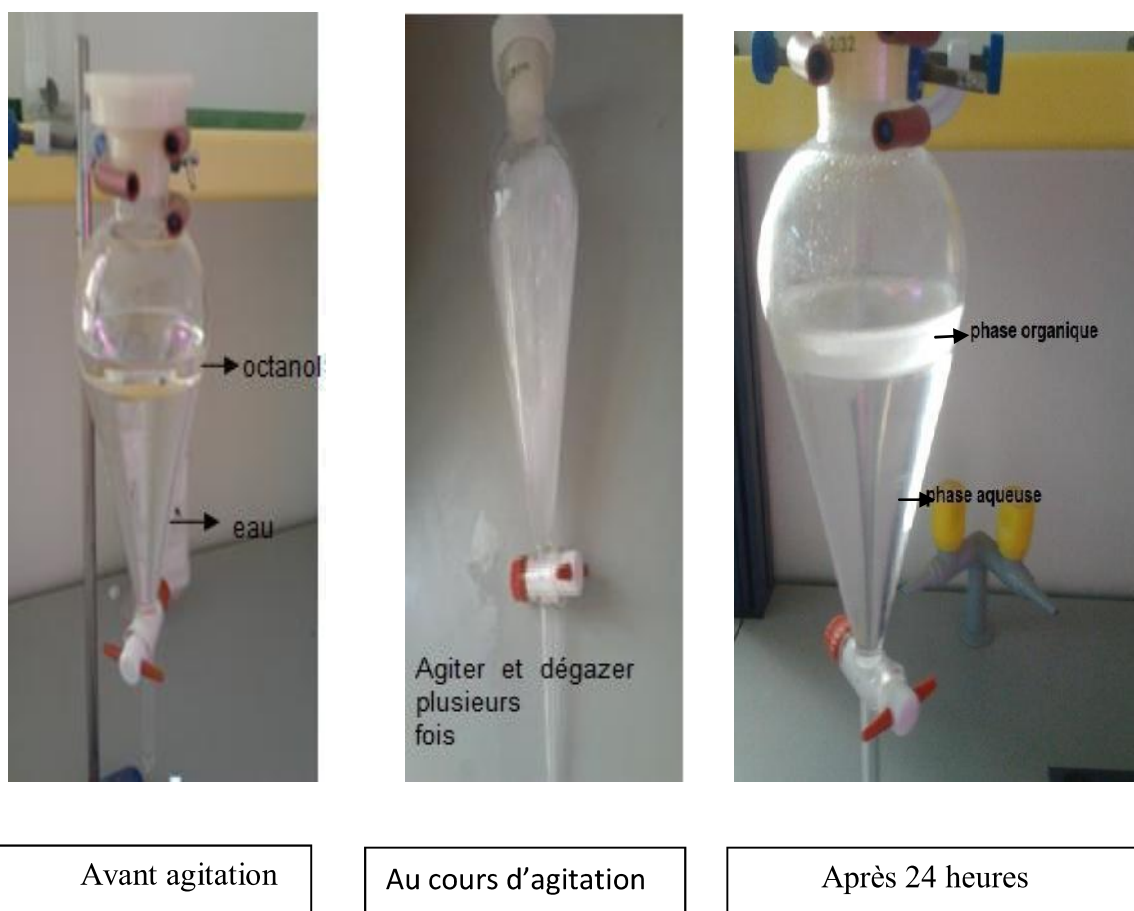 octanol
eau
Agiter et dégazer
plusieurs
fois
phase organique
phase aqueuse
Avant agitation
Au cours d’agitation
Après 24 heures